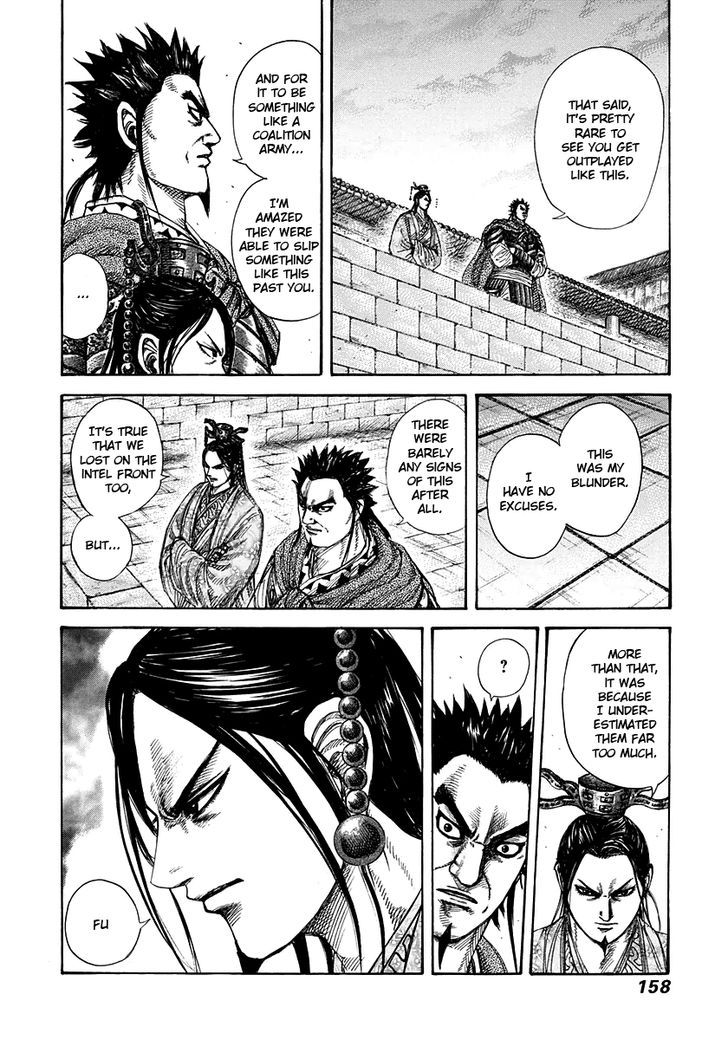 THAT SAID,
IT'S PRETTY
RARE TO
SEE YOU GET
OUTPLAYED
LIKE THIS.
AND FOR
IT TO BE
SOMETHING
LIKE A
COALITION
ARMY...
I'M
AMAZED THEY
WERE
ABLE TO SLIP
SOMETHING
LIKE THIS
PAST YOU.
...
THIS
WAS MY
BLUNDER.
I
HAVE NO
EXCUSES.
THERE
WERE
BARELY
ANY SIGNS
OF THIS
AFTER
ALL.
IT'S TRUE
THAT WE
LOST ON THE
INTEL FRONT
TOO,
BUT...
MORE
THAN THAT,
IT WAS
BECAUSE
I UNDER-
ESTIMATED
THEM FAR
TOO MUCH.
?
FU
158